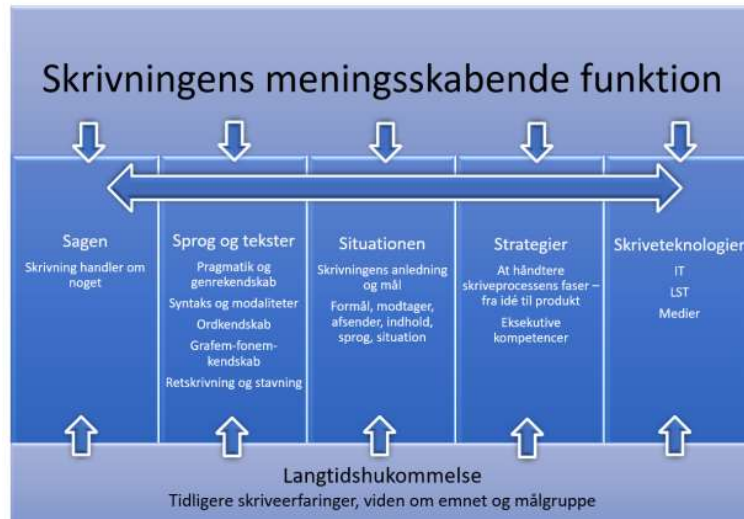 Skrivningens meningsskabende funktion
Sagen
Skrivning handler om
noget
Sprog og tekster
Pragmatik og
genrekendskab
Syntaks og modaliteter
Ordkendskab
Grafem-fonem-
kendskab
Retskrivning og stavning
Situationen
Skrivningens anledning
og mål
Formål, modtager,
afsender, indhold,
sprog, situation
Strategier
At håndtere
skriveprocessens faser –
fra idé til produkt
Eksekutive
kompetencer
Skriveteknologier
IT
LST
Medier
Langtidshukommelse
Tidligere skriveerfaringer, viden om emnet og målgruppe